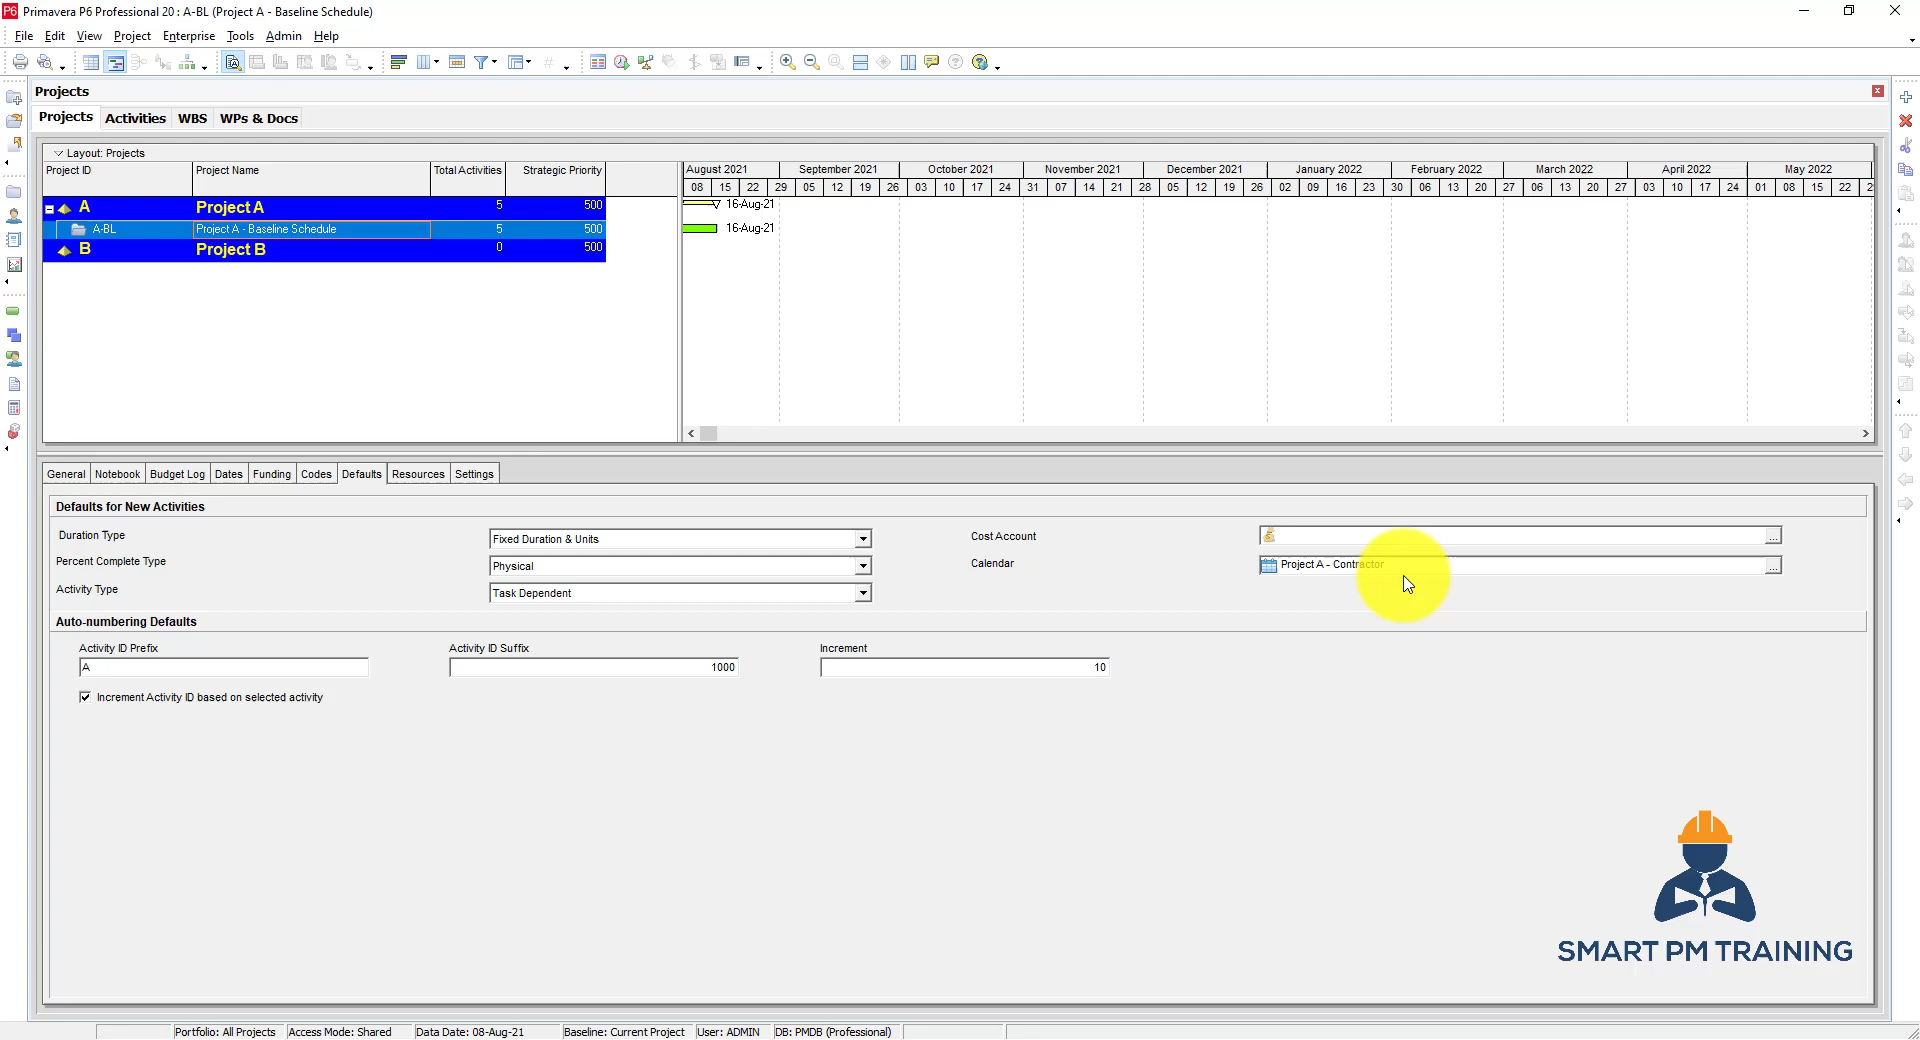 P6 Primavera P6 Professional 20 : A-BL (Project A - Baseline Schedule)
File Edit View Project Enterprise Tools Admin Help
Projects
Projects Activities WBS WPs & Docs
Layout: Projects
Project ID Project Name Total Activities Strategic Priority
August 2021 September 2021 October 2021 November 2021 December 2021 January 2022 February 2022 March 2022 April 2022 May 2022
08 15 22 29 05 12 19 26 03 10 17 24 31 07 14 21 28 05 12 19 26 02 09 16 23 30 06 13 20 27 06 13 20 27 03 10 17 24 01 08 15 22
A Project A 5 500 16-Aug-21
A-BL Project A - Baseline Schedule 5 500 16-Aug-21
B Project B 0 500
General Notebook Budget Log Dates Funding Codes Defaults Resources Settings
Defaults for New Activities
Duration Type Fixed Duration & Units Cost Account
Percent Complete Type Physical Calendar Project A - Contractor
Activity Type Task Dependent
Auto-numbering Defaults
Activity ID Prefix Activity ID Suffix Increment
A 1000 10
Increment Activity ID based on selected activity
SMART PM TRAINING
Portfolio: All Projects Access Mode: Shared Data Date: 08-Aug-21 Baseline: Current Project User: ADMIN DB: PMDB (Professional)